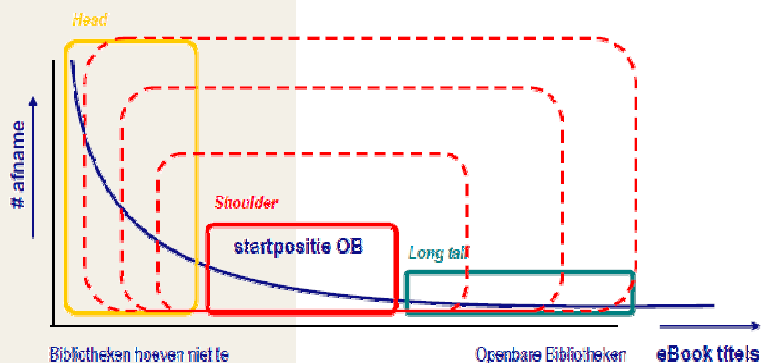 Head
# afname
Shoulder
startpositie OB
Long tail
Bibliotheken hoeven niet te
Openbare Bibliotheken
eBook titels